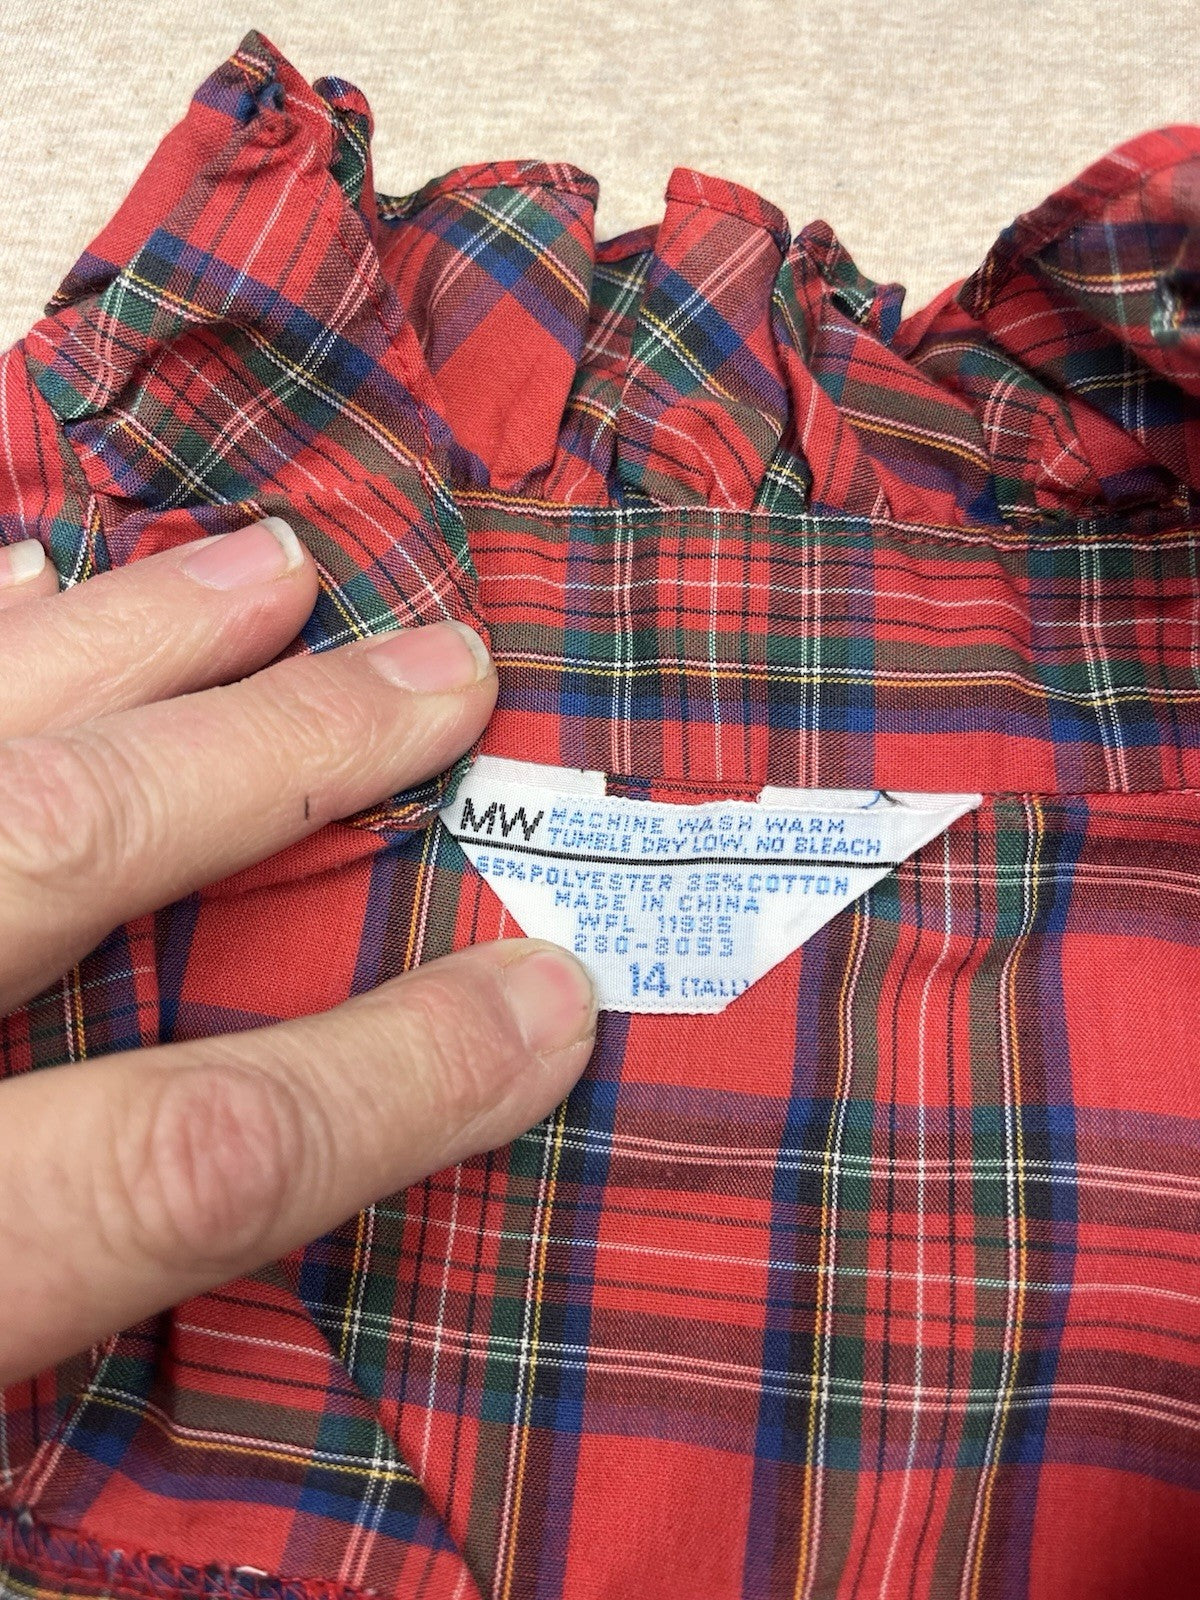 MW MACHINE WASH WARM
TUMBLE DRY LOW, NO BLEACH
65% POLYESTER 35% COTTON
MADE IN CHINA
WPL 11935
280-8053
14 (TALL)